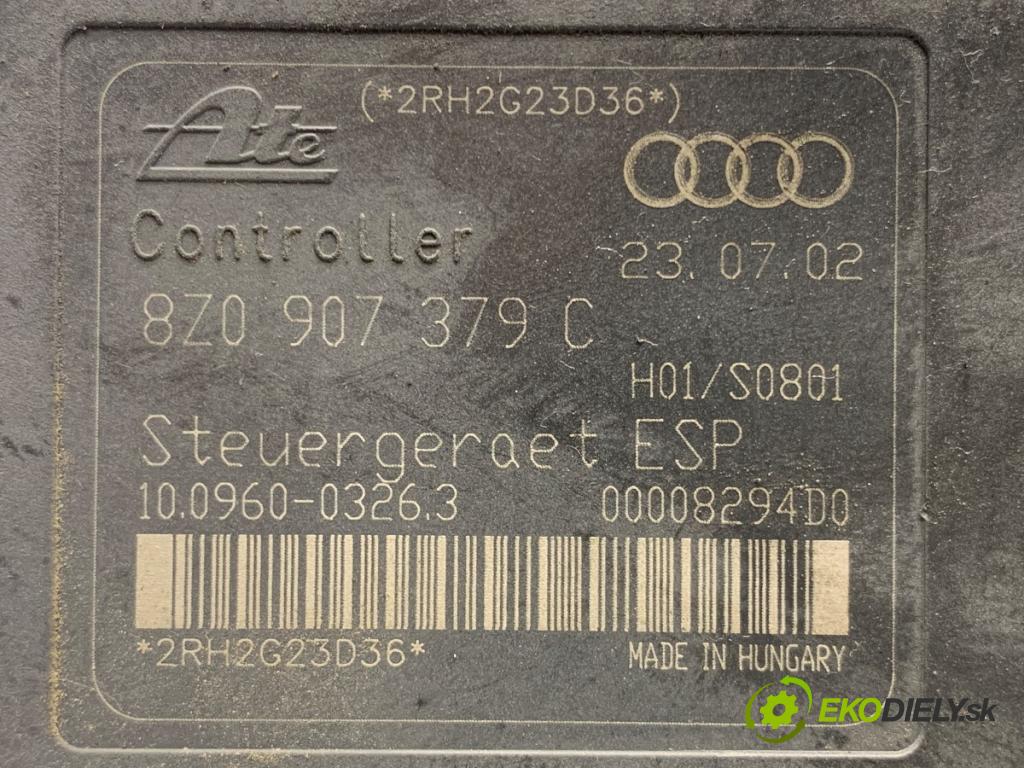 (*2RH2G23D36*)
Ate
Controller
23.07.02
8Z0 907 379 C
H01/S0801
Steuergeraet ESP
10.0960-0326.3 00008294D0
*2RH2G23D36* MADE IN HUNGARY
EKODIELY.sk